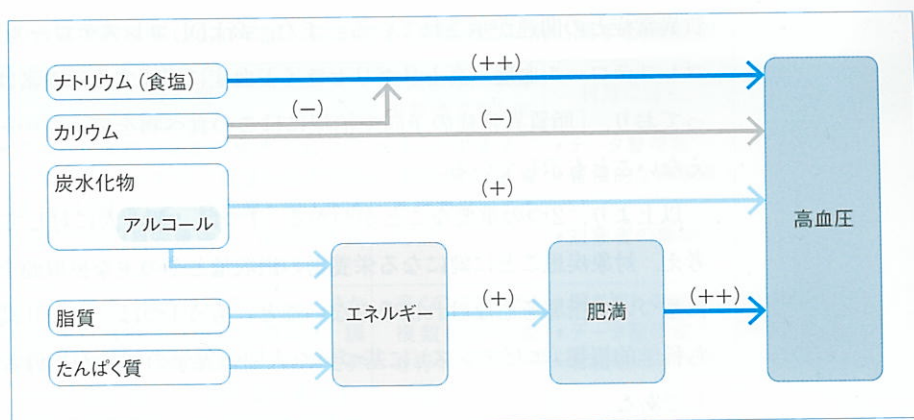 ナトリウム(食塩)
(++)
カリウム
(−)
(−)
炭水化物
アルコール
(+)
高血圧
脂質
たんぱく質
エネルギー
(+)
肥満
(++)